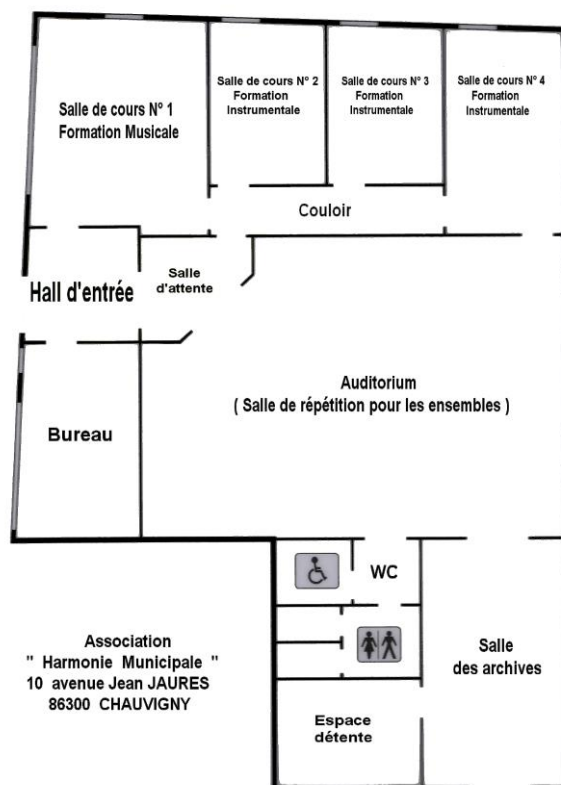 Salle de cours N° 1
Formation Musicale
Salle de cours N° 2
Formation
Instrumentale
Salle de cours N° 3
Formation
Instrumentale
Salle de cours N° 4
Formation
Instrumentale
Couloir
Hall d'entrée
Salle
d'attente
Auditorium
( Salle de répétition pour les ensembles )
Bureau
WC
Association
" Harmonie Municipale "
10 avenue Jean JAURES
86300 CHAUVIGNY
Salle
des archives
Espace
détente